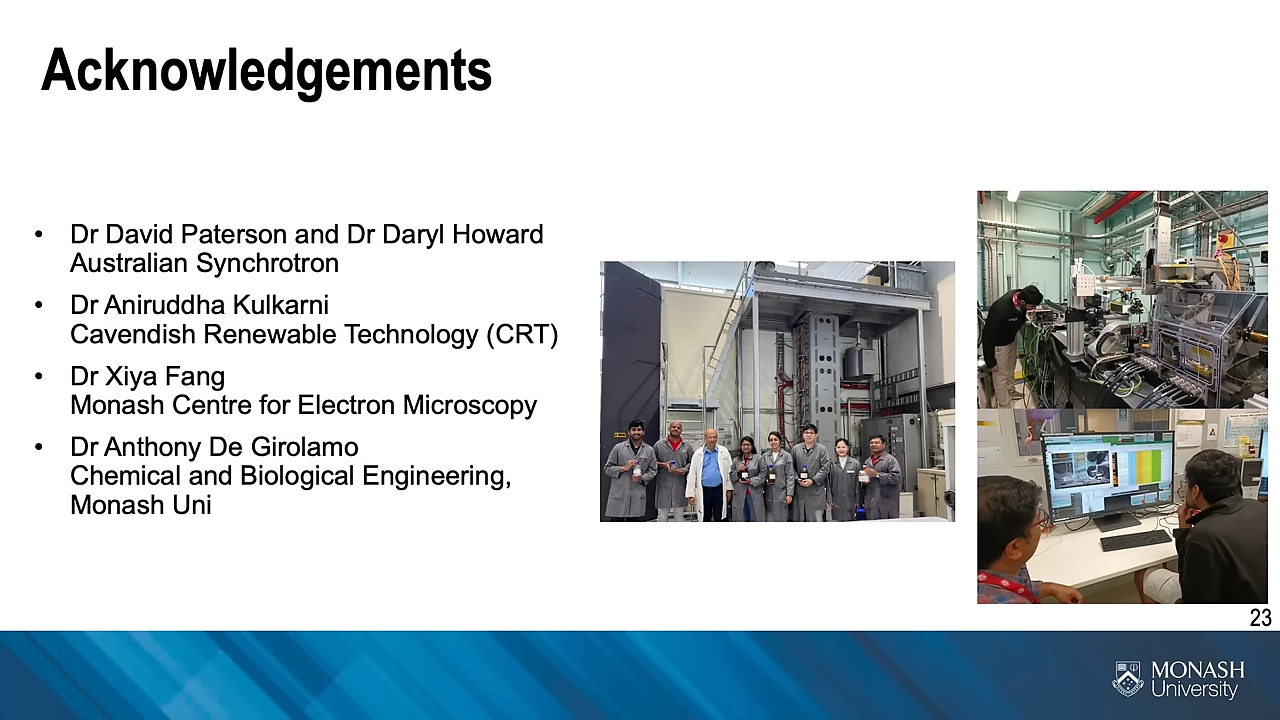 Acknowledgements
• Dr David Paterson and Dr Daryl Howard
Australian Synchrotron
• Dr Aniruddha Kulkarni
Cavendish Renewable Technology (CRT)
• Dr Xiya Fang
Monash Centre for Electron Microscopy
• Dr Anthony De Girolamo
Chemical and Biological Engineering,
Monash Uni
23
MONASH
University